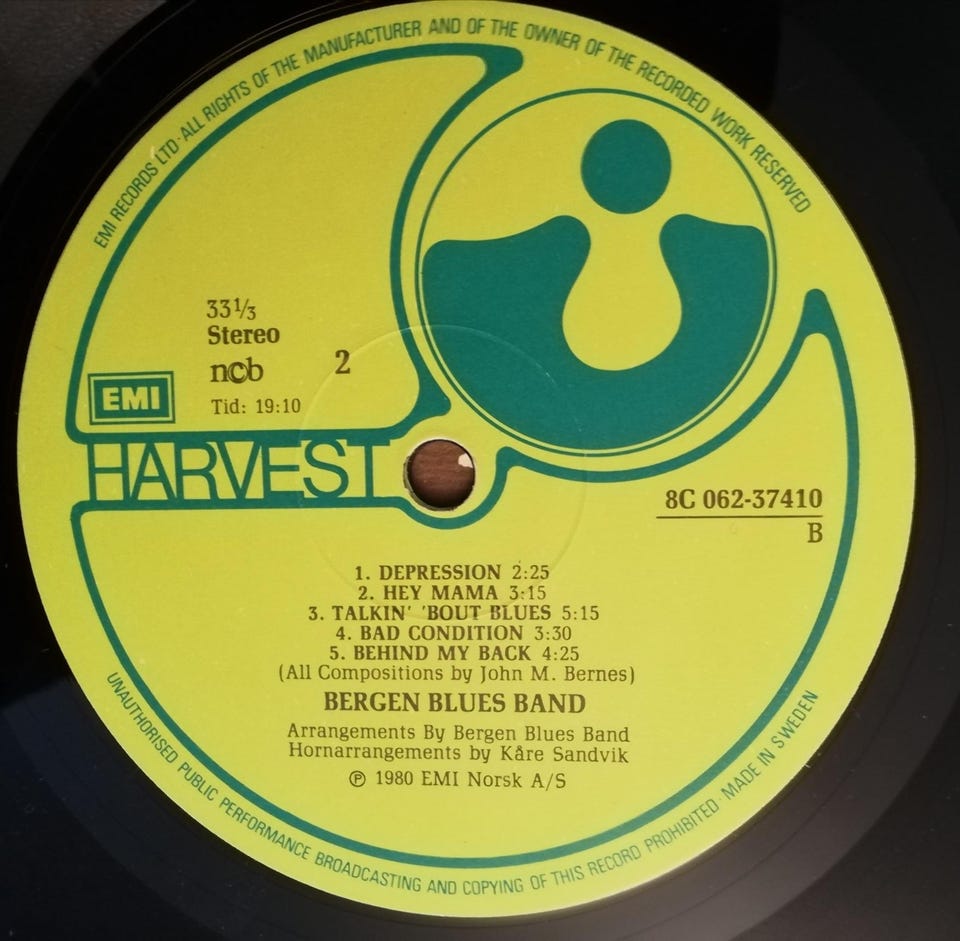 EMI RECORDS LTD · ALL RIGHTS OF THE MANUFACTURER AND OF THE OWNER OF THE RECORDED WORK RESERVED
33⅓
Stereo
ncb 2
Tid: 19:10
EMI
HARVEST
8C 062-37410
B
1. DEPRESSION 2:25
2. HEY MAMA 3:15
3. TALKIN' 'BOUT BLUES 5:15
4. BAD CONDITION 3:30
5. BEHIND MY BACK 4:25
(All Compositions by John M. Bernes)
BERGEN BLUES BAND
Arrangements By Bergen Blues Band
Hornarrangements by Kåre Sandvik
℗ 1980 EMI Norsk A/S
UNAUTHORISED PUBLIC PERFORMANCE BROADCASTING AND COPYING OF THIS RECORD PROHIBITED · MADE IN SWEDEN